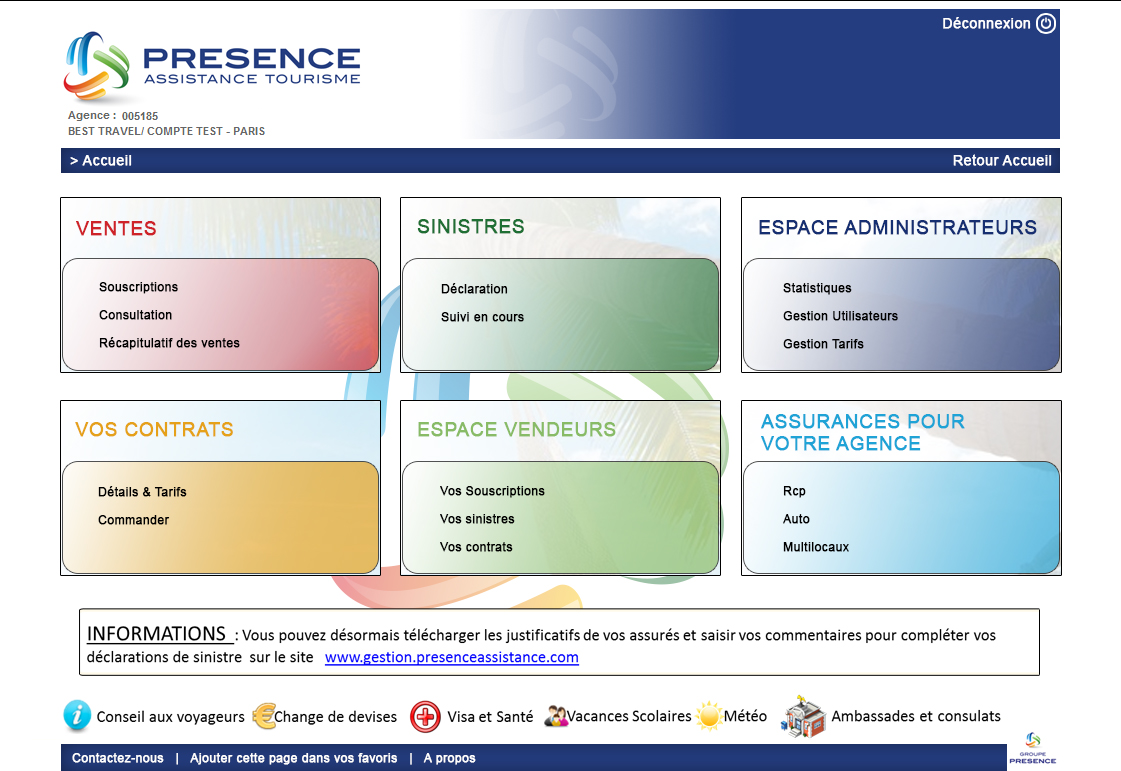 Déconnexion
PRESENCE
ASSISTANCE TOURISME
Agence : 005185
BEST TRAVEL/ COMPTE TEST - PARIS
> Accueil
Retour Accueil
VENTES
Souscriptions
Consultation
Récapitulatif des ventes
SINISTRES
Déclaration
Suivi en cours
ESPACE ADMINISTRATEURS
Statistiques
Gestion Utilisateurs
Gestion Tarifs
VOS CONTRATS
Détails & Tarifs
Commander
ESPACE VENDEURS
Vos Souscriptions
Vos sinistres
Vos contrats
ASSURANCES POUR
VOTRE AGENCE
Rcp
Auto
Multilocaux
INFORMATIONS : Vous pouvez désormais télécharger les justificatifs de vos assurés et saisir vos commentaires pour compléter vos
déclarations de sinistre sur le site www.gestion.presenceassistance.com
Conseil aux voyageurs
Change de devises
Visa et Santé
Vacances Scolaires
Météo
Ambassades et consulats
Contactez-nous | Ajouter cette page dans vos favoris | A propos
GROUPE
PRESENCE